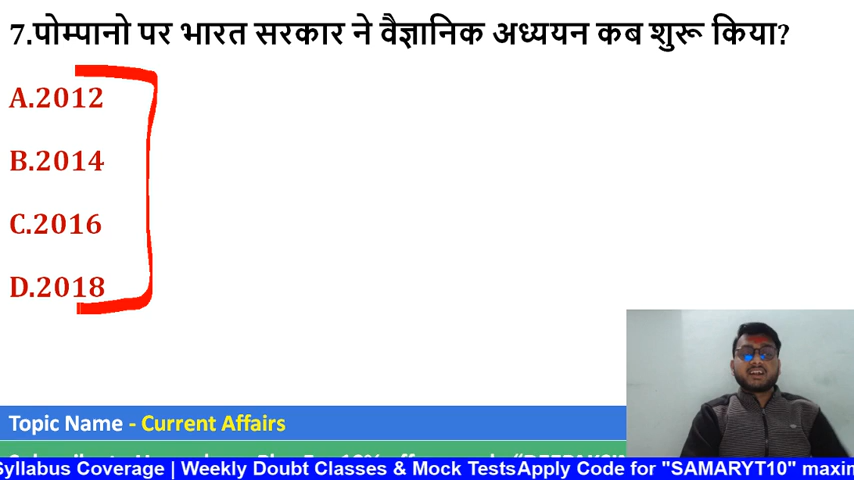 7.पोम्पानो पर भारत सरकार ने वैज्ञानिक अध्ययन कब शुरू किया?
A.2012
B.2014
C.2016
D.2018
Topic Name - Current Affairs
Syllabus Coverage | Weekly Doubt Classes & Mock TestsApply Code for "SAMARYT10" maxim